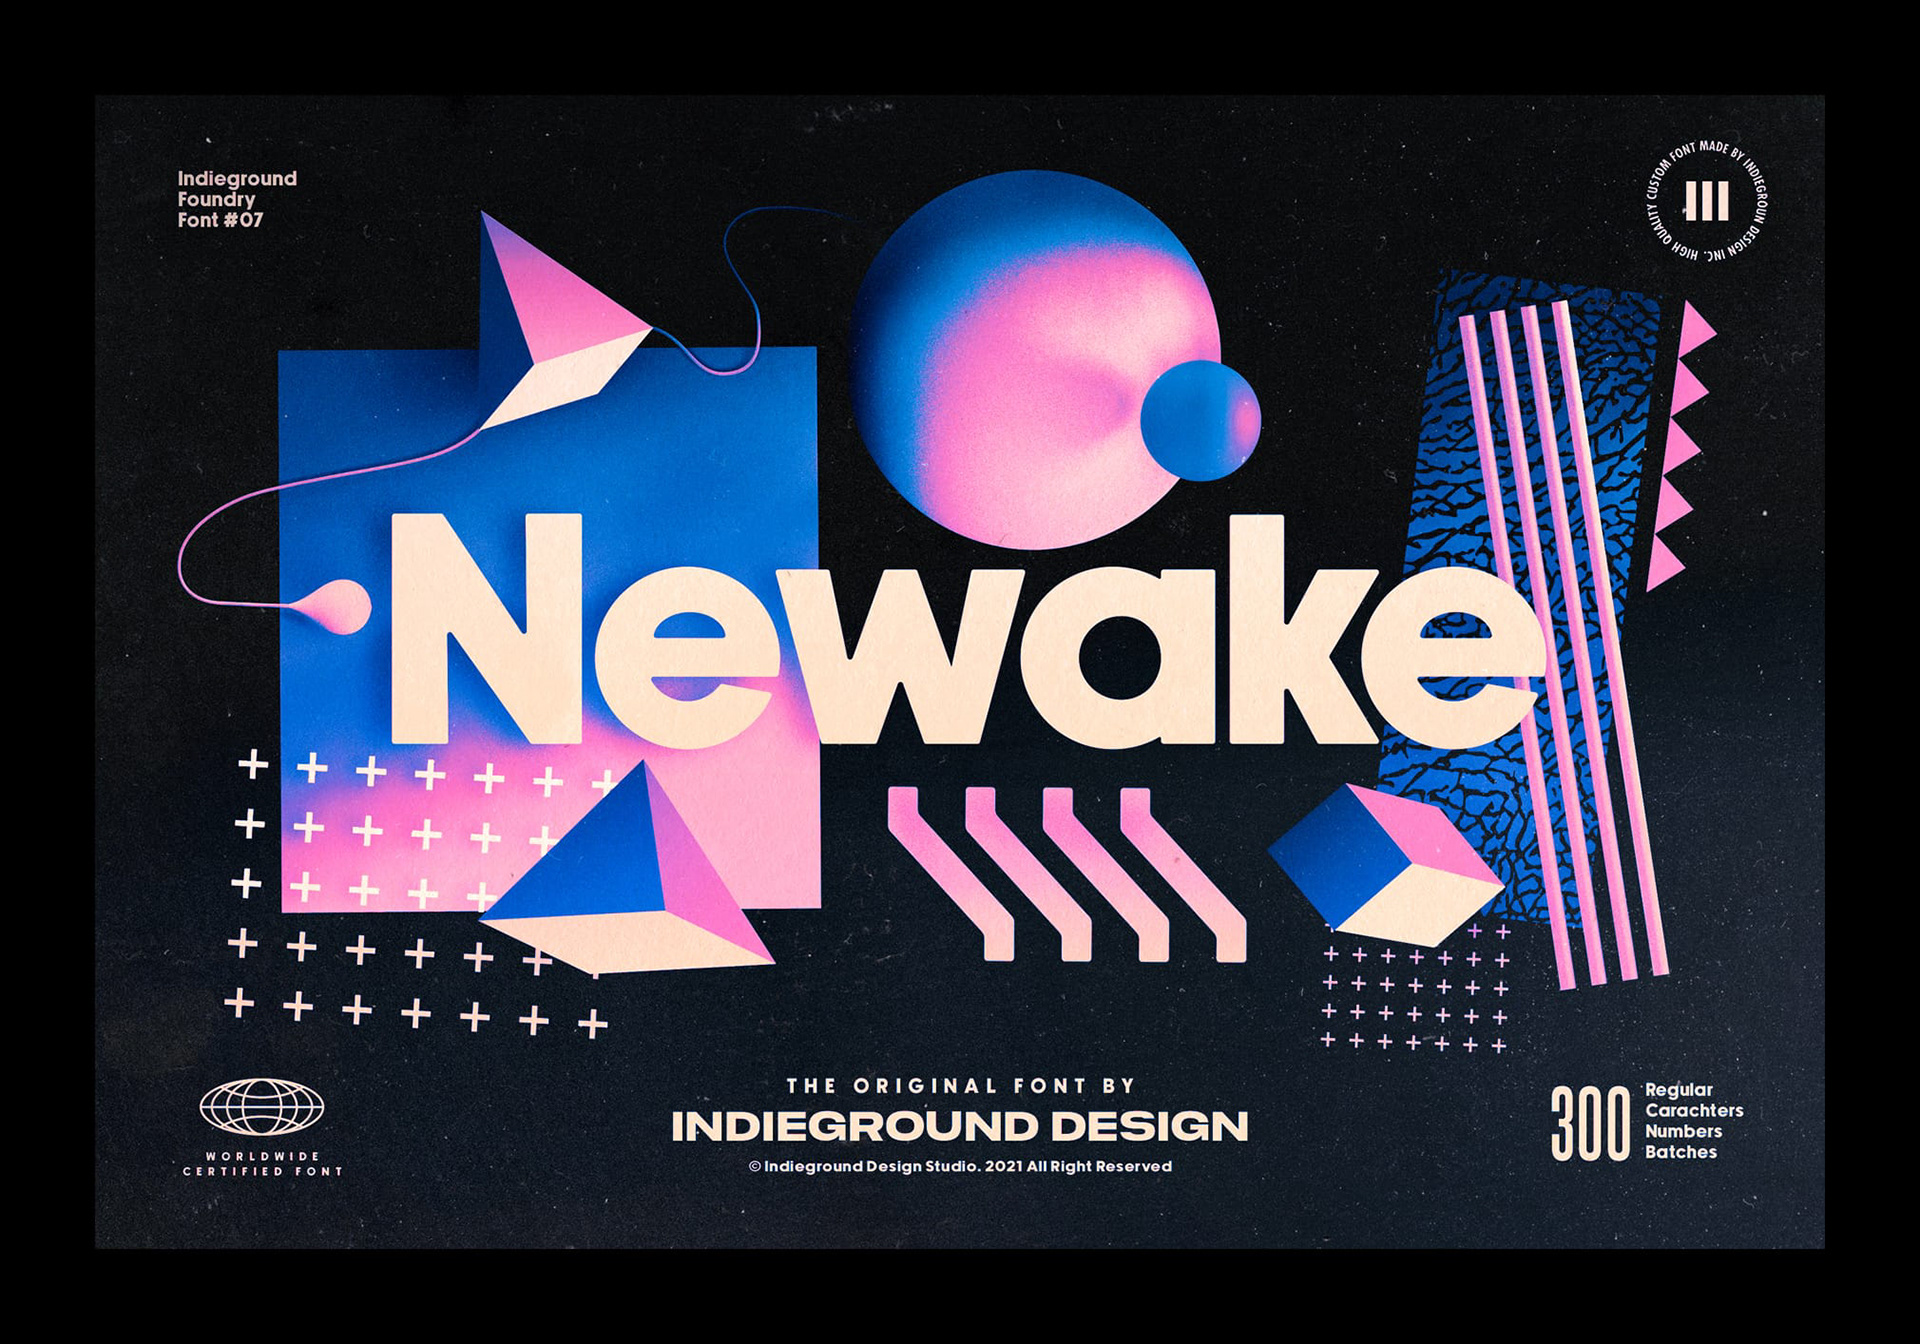 Indieground
Foundry
Font #07
HIGH QUALITY CUSTOM FONT MADE BY INDIEGROUN DESIGN INC.
Newake
WORLDWIDE
CERTIFIED FONT
THE ORIGINAL FONT BY
INDIEGROUND DESIGN
© Indieground Design Studio. 2021 All Right Reserved
300
Regular
Carachters
Numbers
Batches